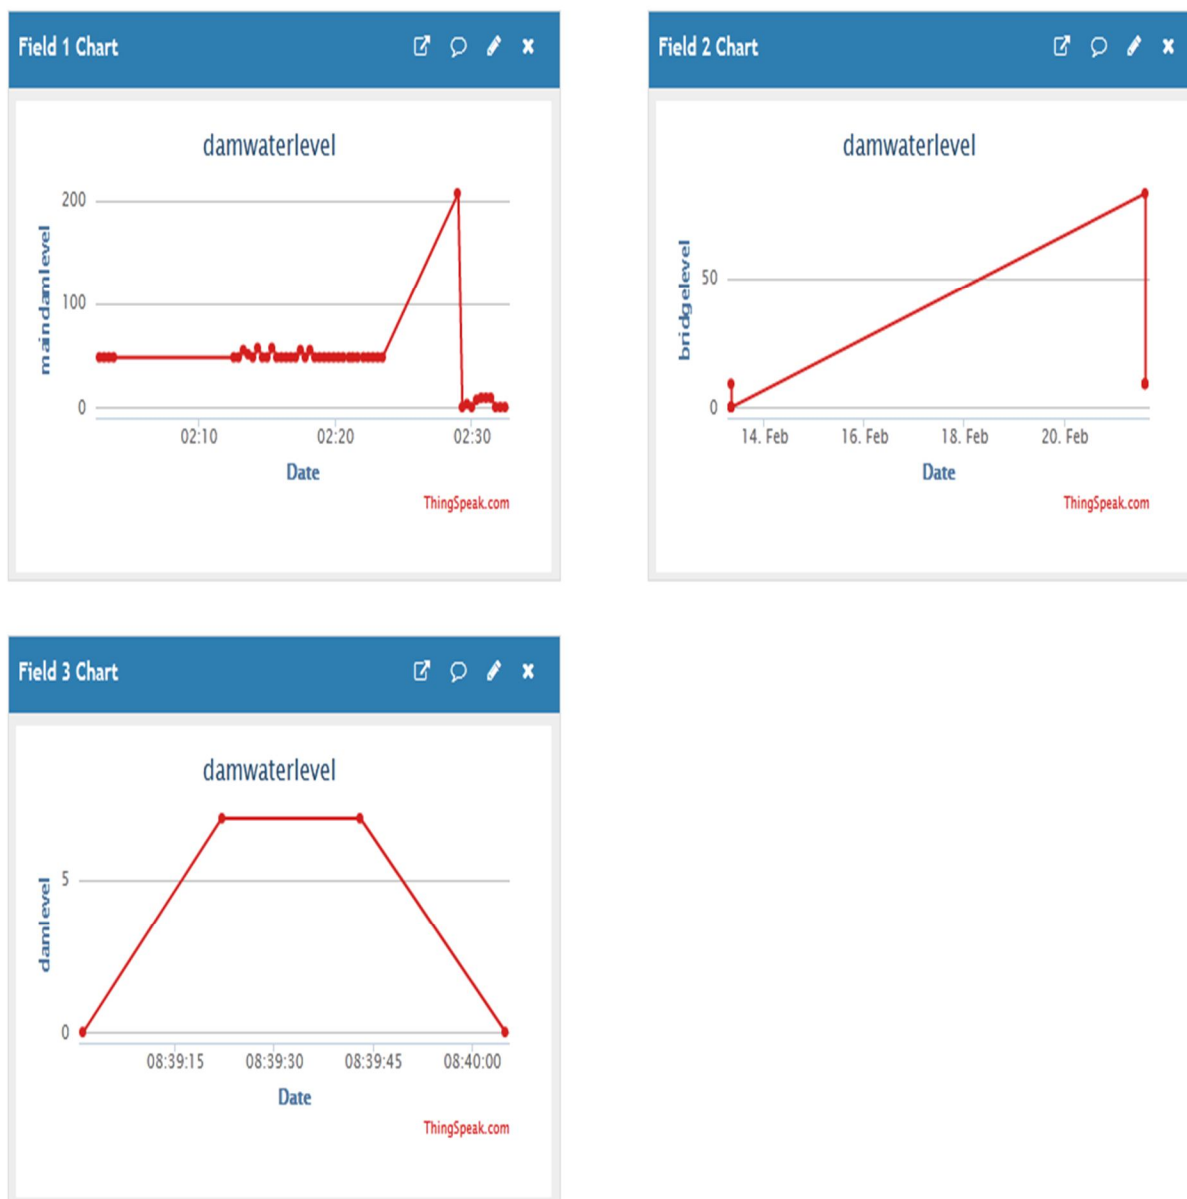 Field 1 Chart
damwaterlevel
200
100
0
maindamlevel
02:10 02:20 02:30
Date
ThingSpeak.com
Field 2 Chart
damwaterlevel
50
0
bridgelevel
14. Feb 16. Feb 18. Feb 20. Feb
Date
ThingSpeak.com
Field 3 Chart
damwaterlevel
5
0
damlevel
08:39:15 08:39:30 08:39:45 08:40:00
Date
ThingSpeak.com